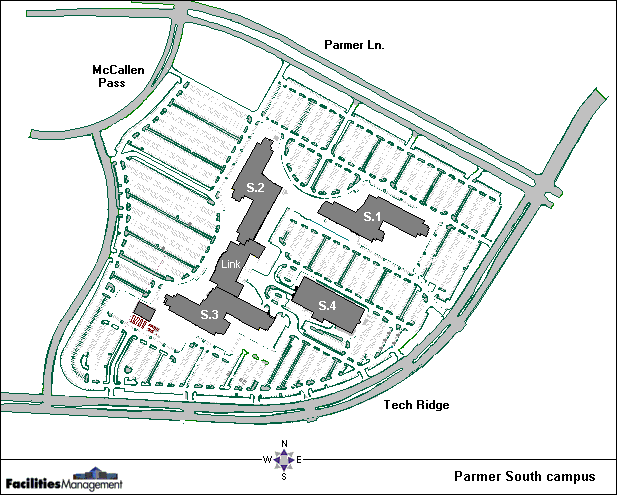 Parmer Ln.
McCallen
Pass
S.2
S.1
Link
S.4
S.3
Tech Ridge
N
W E
S
FacilitiesManagement
Parmer South campus